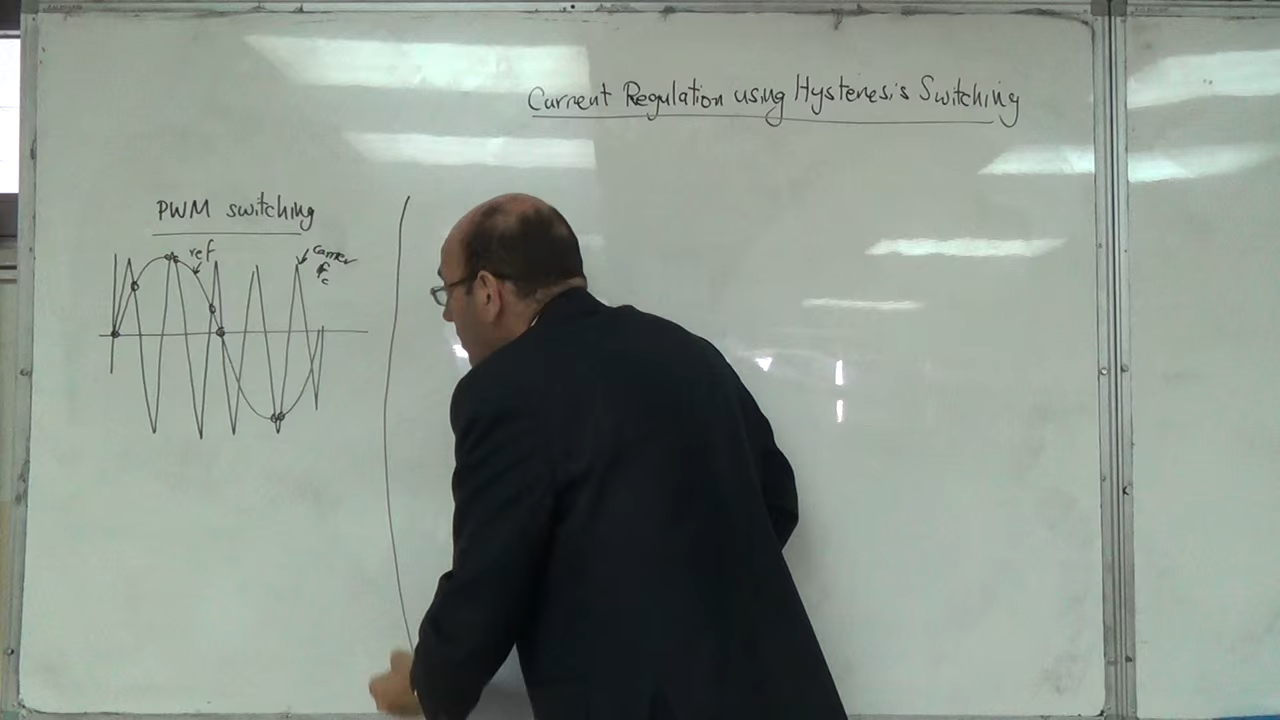 Current Regulation using Hysteresis Switching
PWM switching
ref
carrier
fc